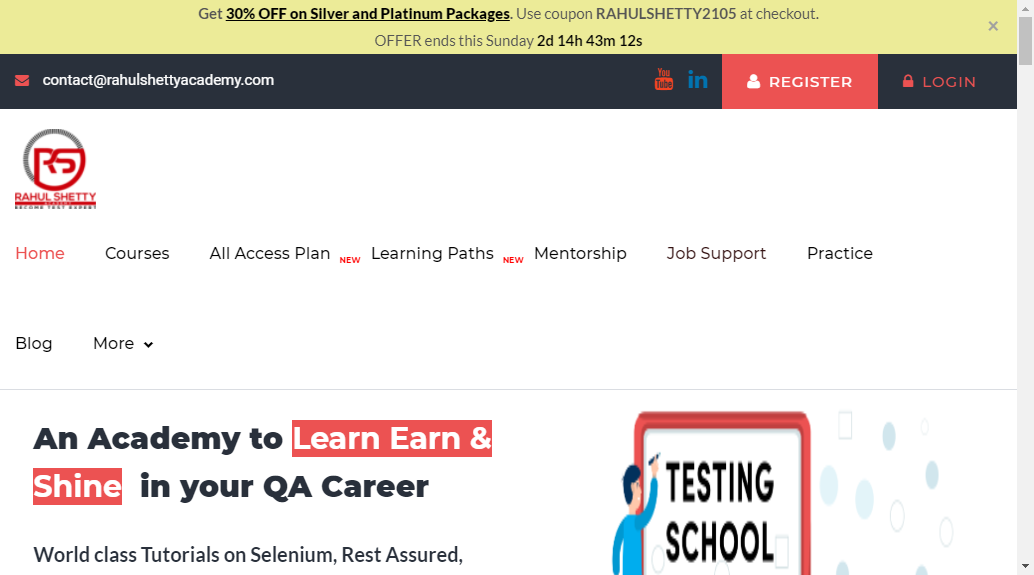 Get 30% OFF on Silver and Platinum Packages. Use coupon RAHULSHETTY2105 at checkout.
OFFER ends this Sunday 2d 14h 43m 12s
×
contact@rahulshettyacademy.com
You
Tube
in
REGISTER
LOGIN
RS
RAHUL SHETTY
ACADEMY
BECOME TEST EXPERT
Home Courses All Access Plan NEW Learning Paths NEW Mentorship Job Support Practice
Blog More
An Academy to Learn Earn &
Shine in your QA Career
World class Tutorials on Selenium, Rest Assured,
TESTING
SCHOOL